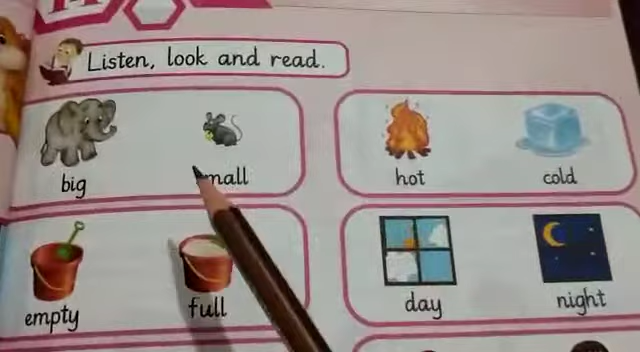 Listen, look and read.
big
hot cold
empty full
day night